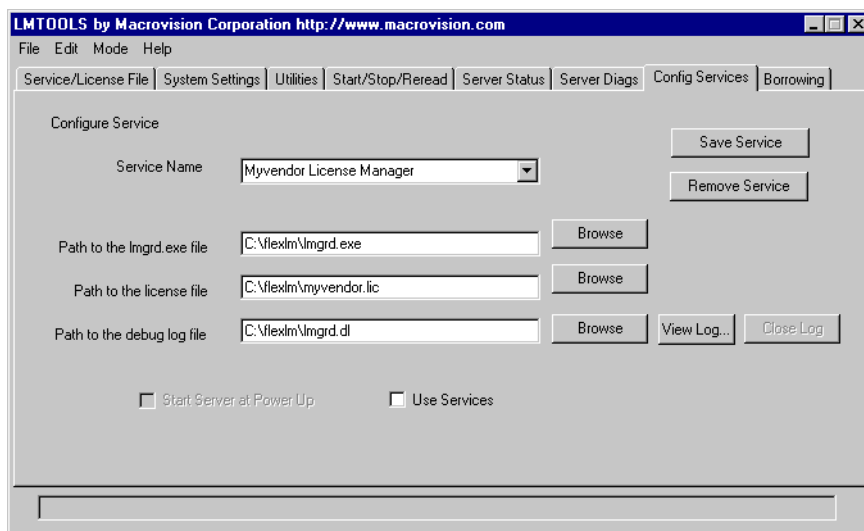 LMTOOLS by Macrovision Corporation http://www.macrovision.com
File Edit Mode Help
Service/License File System Settings Utilities Start/Stop/Reread Server Status Server Diags Config Services Borrowing
Configure Service
Save Service
Service Name Myvendor License Manager
Remove Service
Path to the lmgrd.exe file C:\flexlm\lmgrd.exe Browse
Path to the license file C:\flexlm\myvendor.lic Browse
Path to the debug log file C:\flexlm\lmgrd.dl Browse View Log... Close Log
Start Server at Power Up Use Services